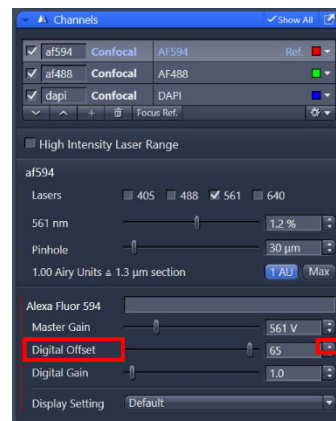 Channels Show All
af594 Confocal AF594 Ref.
af488 Confocal AF488
dapi Confocal DAPI
Focus Ref.
High Intensity Laser Range
af594
Lasers 405 488 561 640
561 nm 1.2 %
Pinhole 30 µm
1.00 Airy Units ≙ 1.3 µm section 1 AU Max
Alexa Fluor 594
Master Gain 561 V
Digital Offset 65
Digital Gain 1.0
Display Setting Default